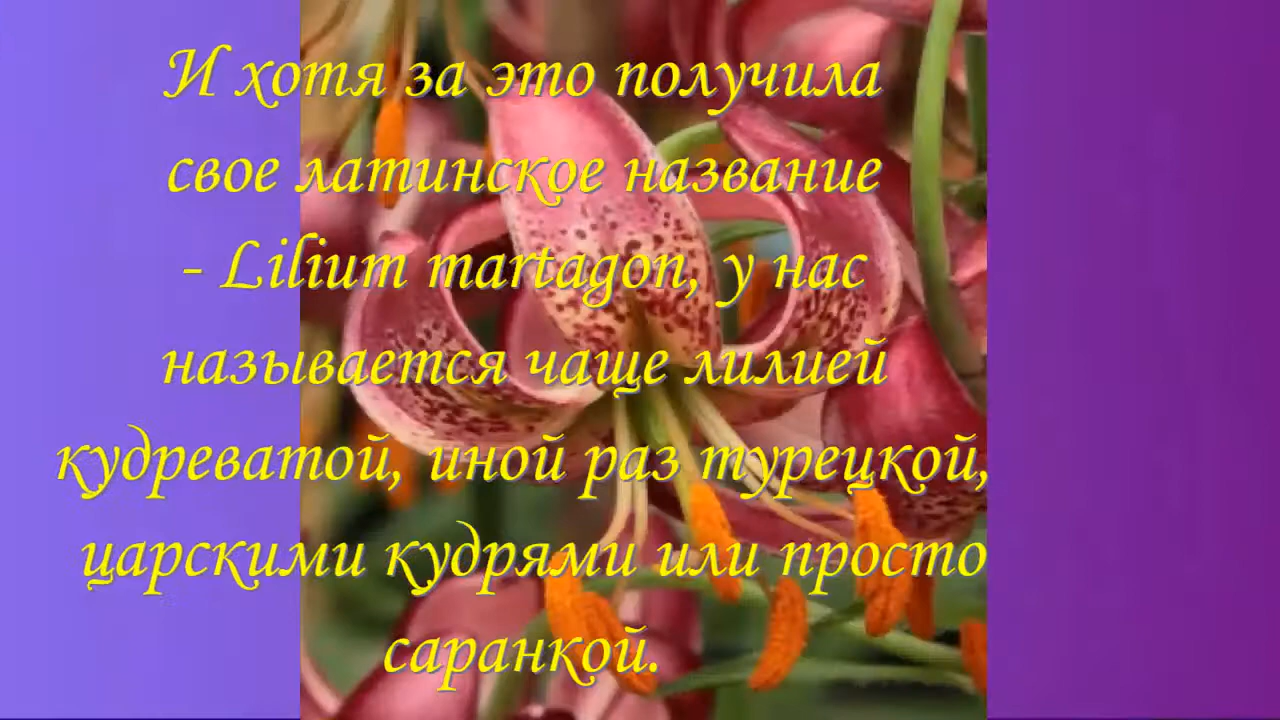 И хотя за это получила
свое латинское название
- Lilium martagon, у нас
называется чаще лилией
кудреватой, иной раз турецкой,
царскими кудрями или просто
саранкой.